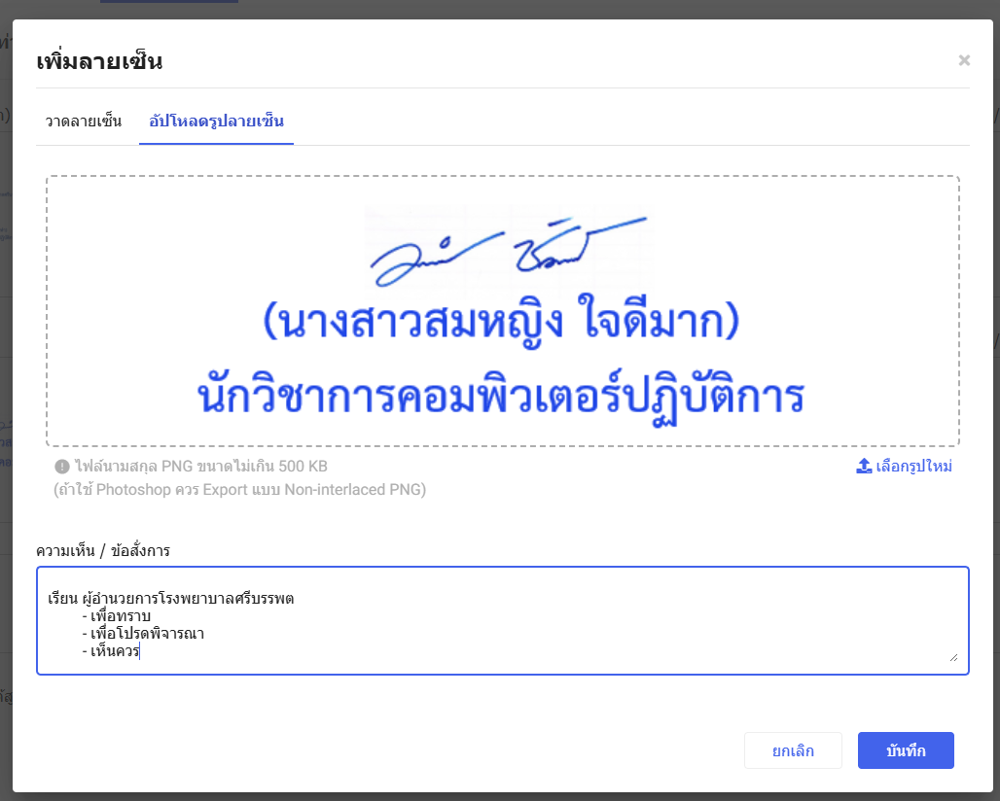 เพิ่มลายเซ็น
×
วาดลายเซ็น
อัปโหลดรูปลายเซ็น
(นางสาวสมหญิง ใจดีมาก)
นักวิชาการคอมพิวเตอร์ปฏิบัติการ
ไฟล์นามสกุล PNG ขนาดไม่เกิน 500 KB
เลือกรูปใหม่
(ถ้าใช้ Photoshop ควร Export แบบ Non-interlaced PNG)
ความเห็น / ข้อสั่งการ
เรียน ผู้อำนวยการโรงพยาบาลศรีบรรพต
- เพื่อทราบ
- เพื่อโปรดพิจารณา
- เห็นควร
ยกเลิก
บันทึก